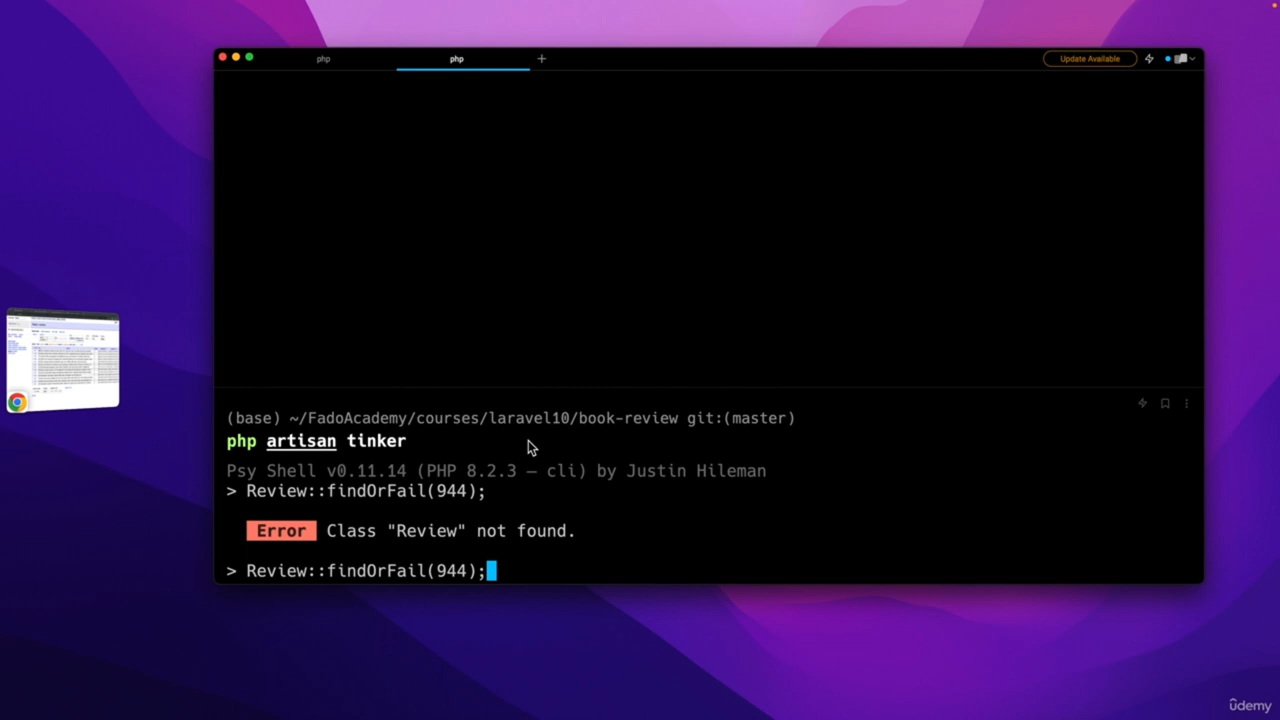 php
php
Update Available
(base) ~/FadoAcademy/courses/laravel10/book-review git:(master)
php artisan tinker
Psy Shell v0.11.14 (PHP 8.2.3 — cli) by Justin Hileman
> Review::findOrFail(944);
Error Class "Review" not found.
> Review::findOrFail(944);
ûdemy